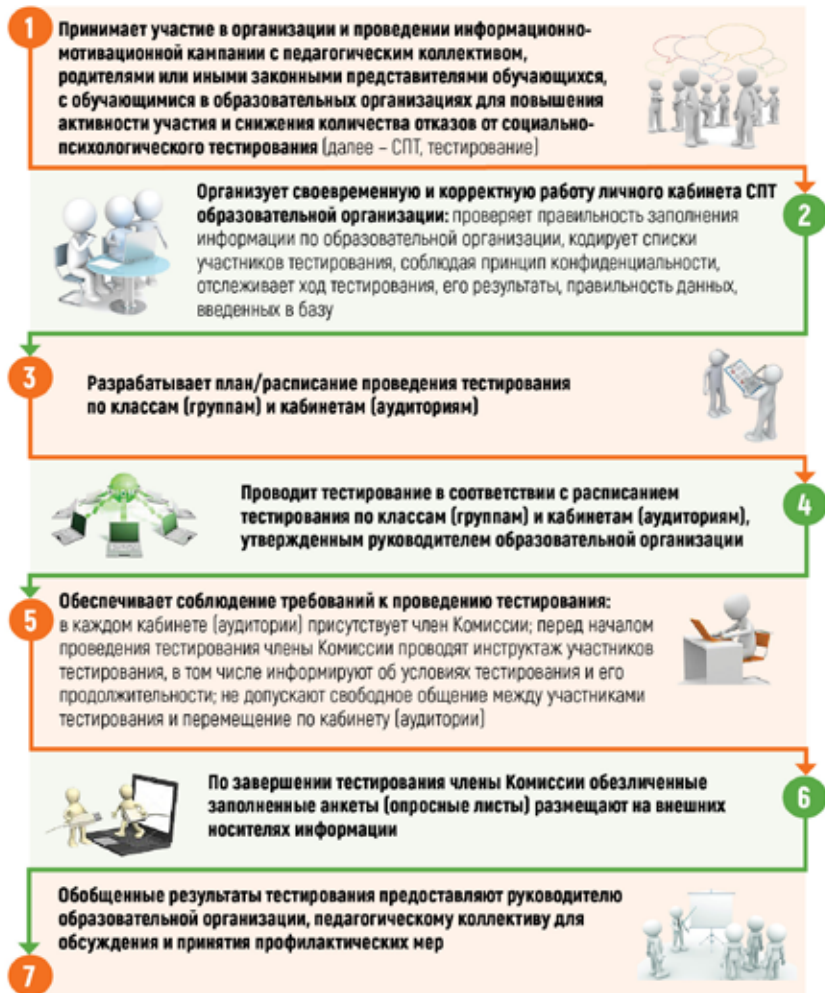 1
Принимает участие в организации и проведении информационно-
мотивационной кампании с педагогическим коллективом,
родителями или иными законными представителями обучающихся,
с обучающимися в образовательных организациях для повышения
активности участия и снижения количества отказов от социально-
психологического тестирования (далее – СПТ, тестирование)
2
Организует своевременную и корректную работу личного кабинета СПТ
образовательной организации: проверяет правильность заполнения
информации по образовательной организации, кодирует списки
участников тестирования, соблюдая принцип конфиденциальности,
отслеживает ход тестирования, его результаты, правильность данных,
введенных в базу
3
Разрабатывает план/расписание проведения тестирования
по классам (группам) и кабинетам (аудиториям)
4
Проводит тестирование в соответствии с расписанием
тестирования по классам (группам) и кабинетам (аудиториям),
утвержденным руководителем образовательной организации
5
Обеспечивает соблюдение требований к проведению тестирования:
в каждом кабинете (аудитории) присутствует член Комиссии; перед началом
проведения тестирования члены Комиссии проводят инструктаж участников
тестирования, в том числе информируют об условиях тестирования и его
продолжительности; не допускают свободное общение между участниками
тестирования и перемещение по кабинету (аудитории)
6
По завершении тестирования члены Комиссии обезличенные
заполненные анкеты (опросные листы) размещают на внешних
носителях информации
7
Обобщенные результаты тестирования предоставляют руководителю
образовательной организации, педагогическому коллективу для
обсуждения и принятия профилактических мер